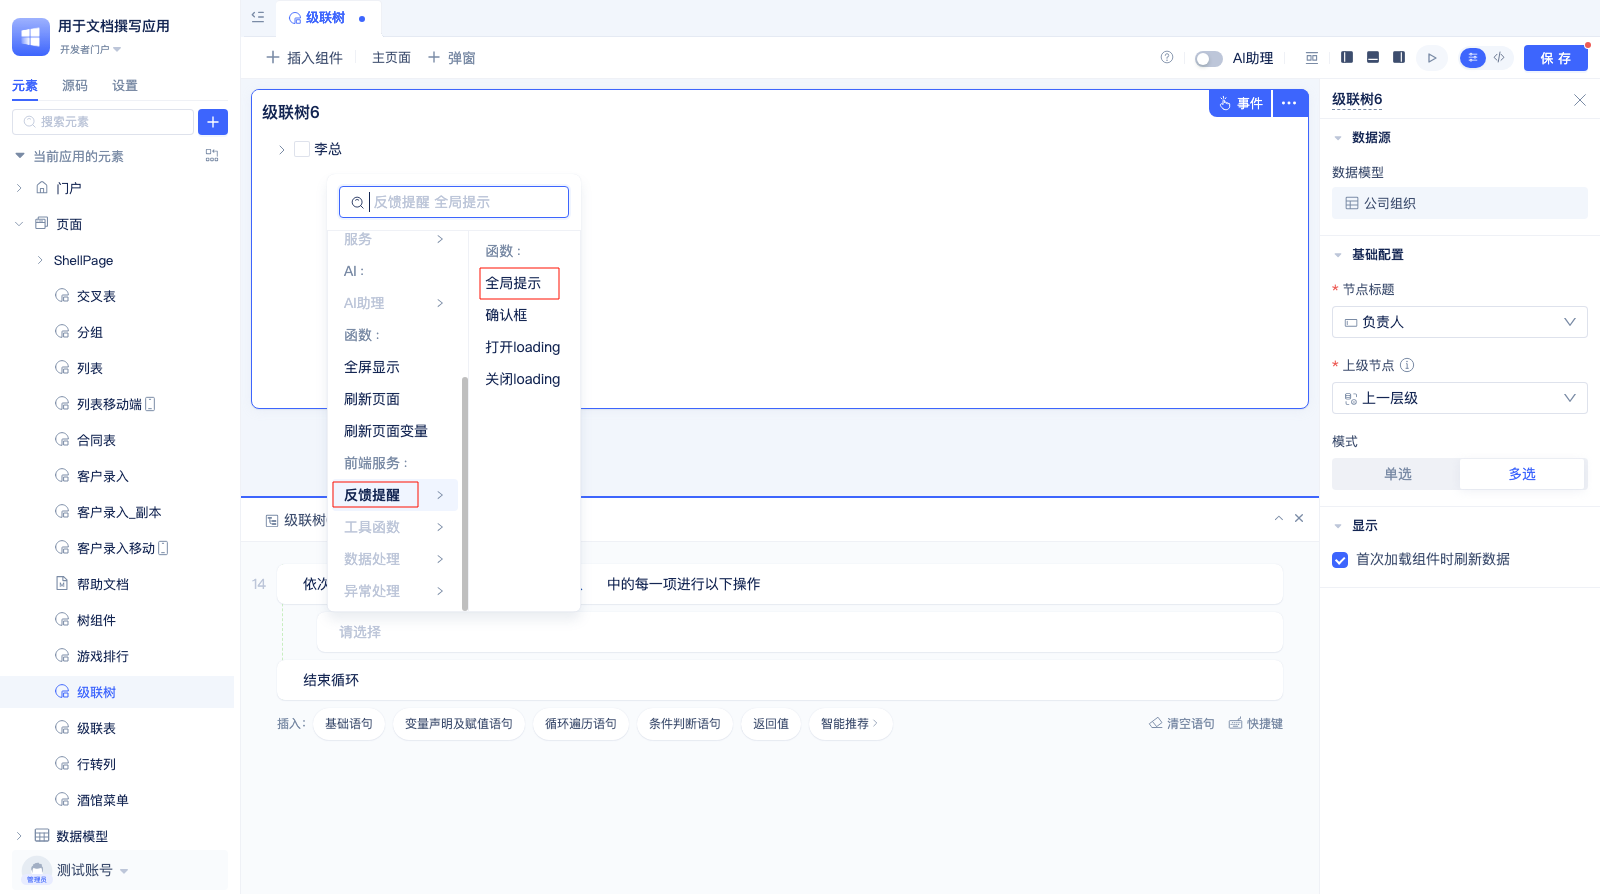 用于文档撰写应用
开发者门户
元素 源码 设置
搜索元素
当前应用的元素
门户
页面
ShellPage
交叉表
分组
列表
列表移动端
合同表
客户录入
客户录入_副本
客户录入移动
帮助文档
树组件
游戏排行
级联树
级联表
行转列
酒馆菜单
数据模型
测试账号
管理员
级联树
插入组件 主页面 弹窗
AI助理
保存
级联树6
事件
李总
反馈提醒 全局提示
服务
AI :
AI助理
函数 :
全屏显示
刷新页面
刷新页面变量
前端服务 :
反馈提醒
工具函数
数据处理
异常处理
函数 :
全局提示
确认框
打开loading
关闭loading
级联树
14 依次 中的每一项进行以下操作
请选择
结束循环
插入: 基础语句 变量声明及赋值语句 循环遍历语句 条件判断语句 返回值 智能推荐
清空语句 快捷键
级联树6
数据源
数据模型
公司组织
基础配置
* 节点标题
负责人
* 上级节点
上一层级
模式
单选 多选
显示
首次加载组件时刷新数据